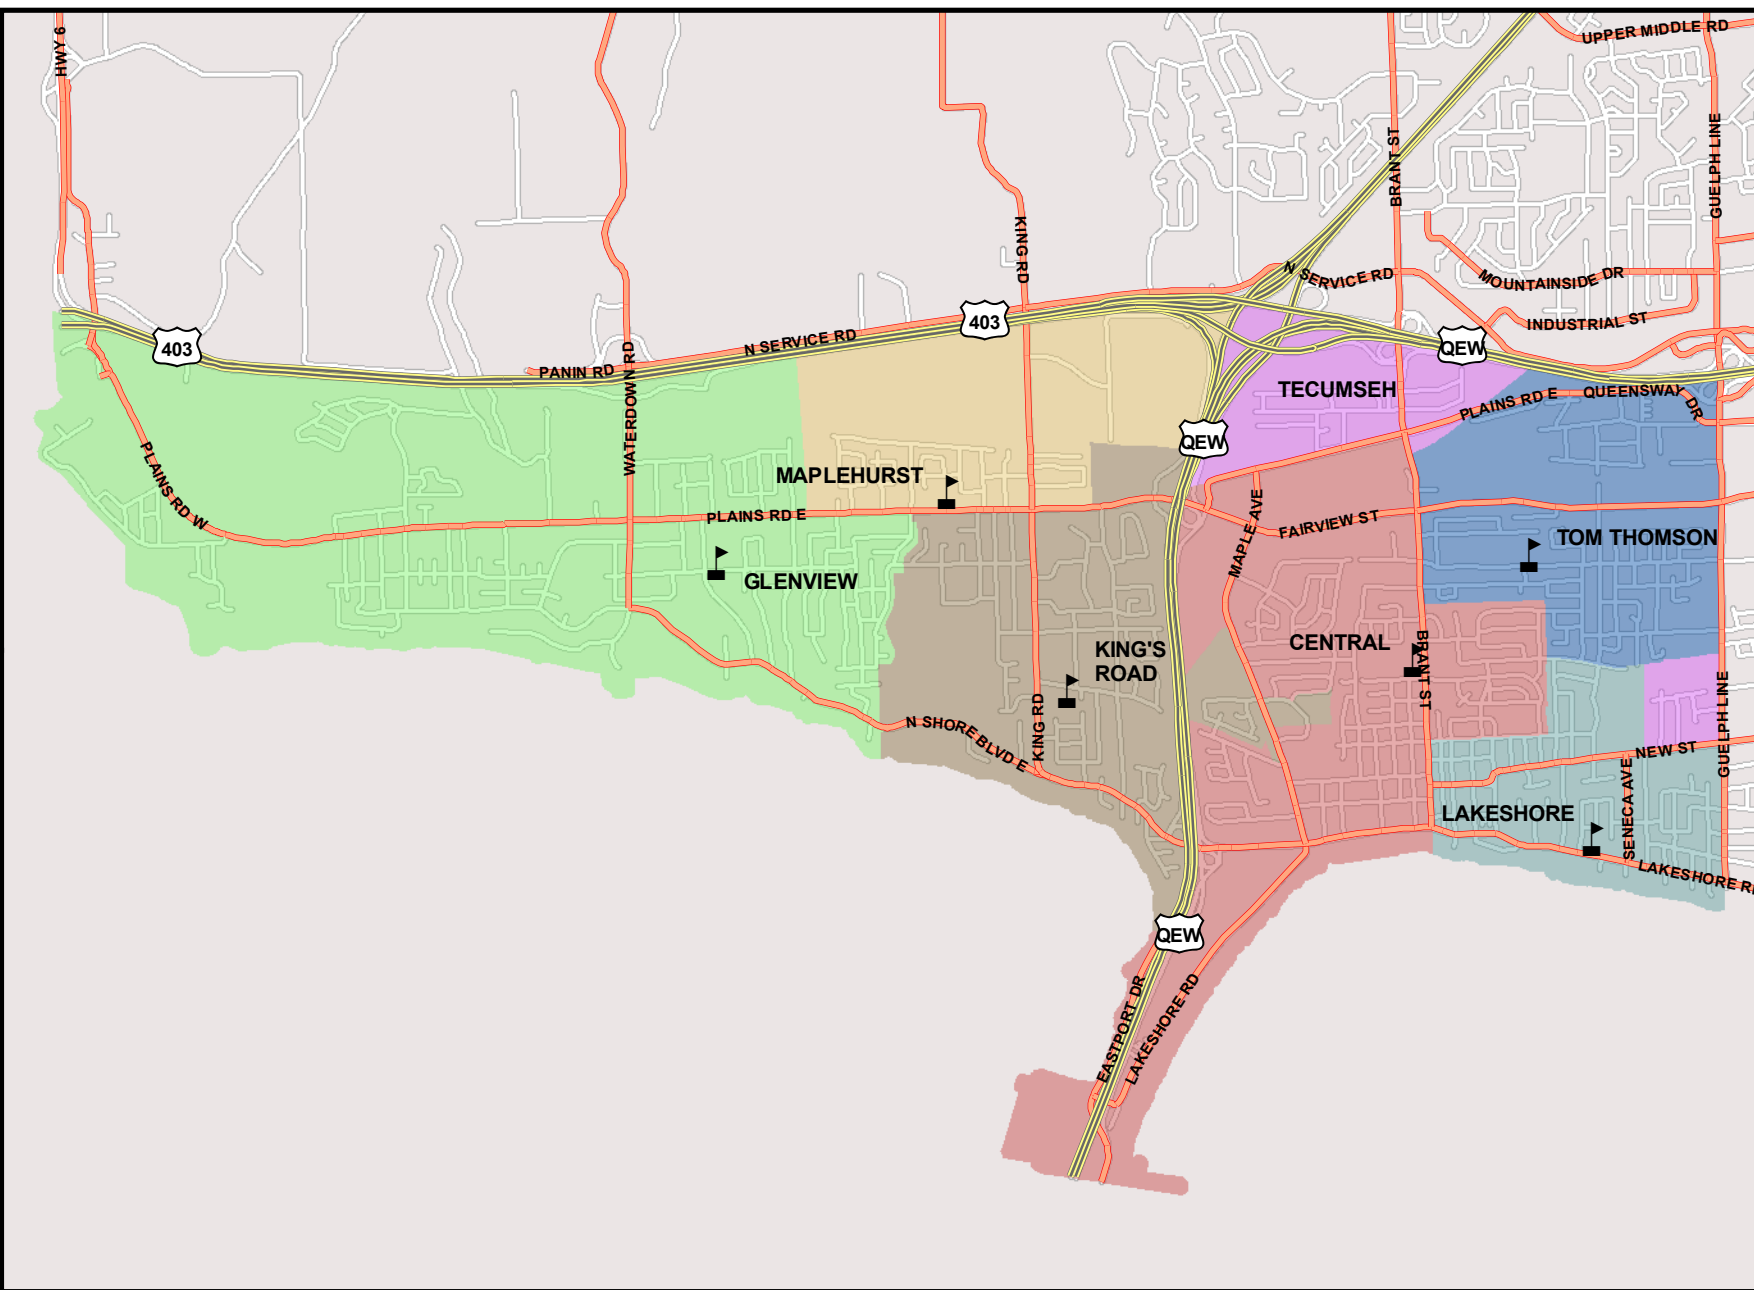 HWY 6
UPPER MIDDLE RD
BRANT ST
GUELPH LINE
KING RD
N SERVICE RD
MOUNTAINSIDE DR
INDUSTRIAL ST
403
403
QEW
N SERVICE RD
PANIN RD
WATERDOWN RD
TECUMSEH
PLAINS RD E
QUEENSWAY DR
QEW
PLAINS RD W
MAPLEHURST
PLAINS RD E
MAPLE AVE
FAIRVIEW ST
TOM THOMSON
GLENVIEW
KING'S
ROAD
CENTRAL
BRANT ST
GUELPH LINE
KING RD
N SHORE BLVD E
NEW ST
SENECA AVE
LAKESHORE
LAKESHORE R
QEW
EASTPORT DR
LAKESHORE RD